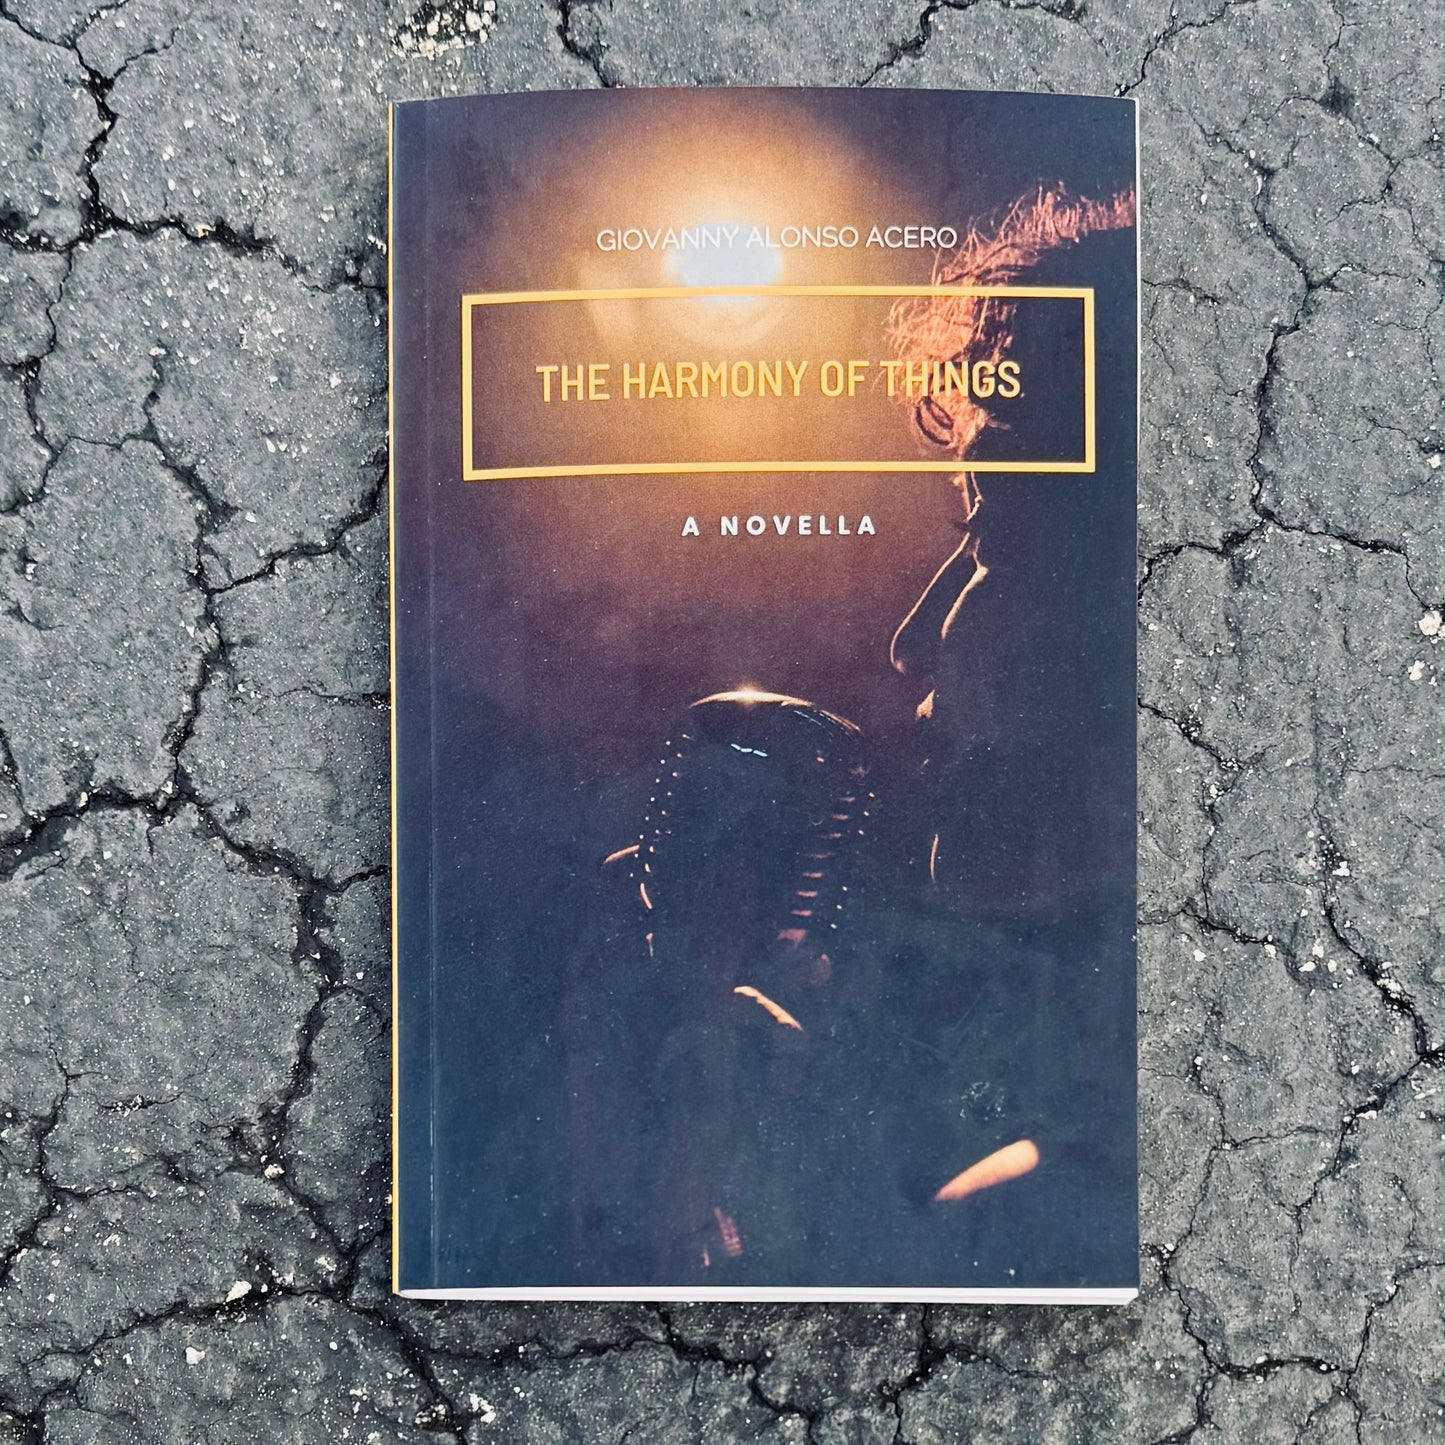 GIOVANNY ALONSO ACERO
THE HARMONY OF THINGS
A NOVELLA